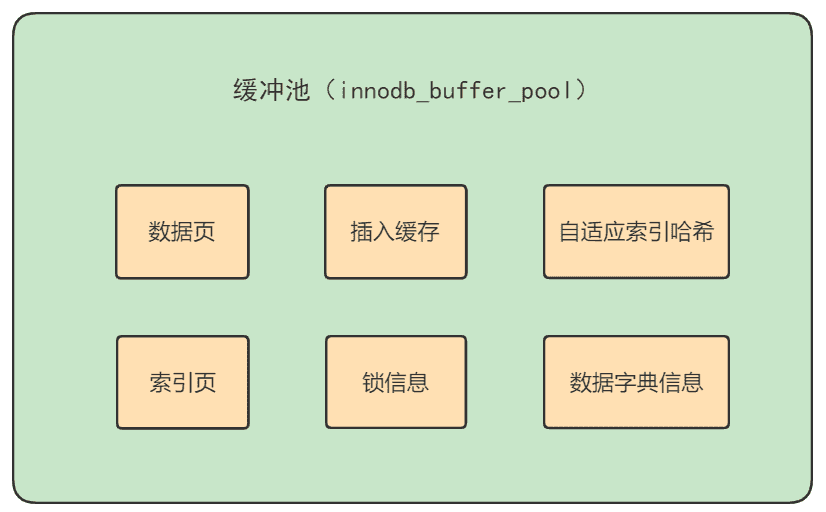 缓冲池（innodb_buffer_pool）
数据页
插入缓存
自适应索引哈希
索引页
锁信息
数据字典信息